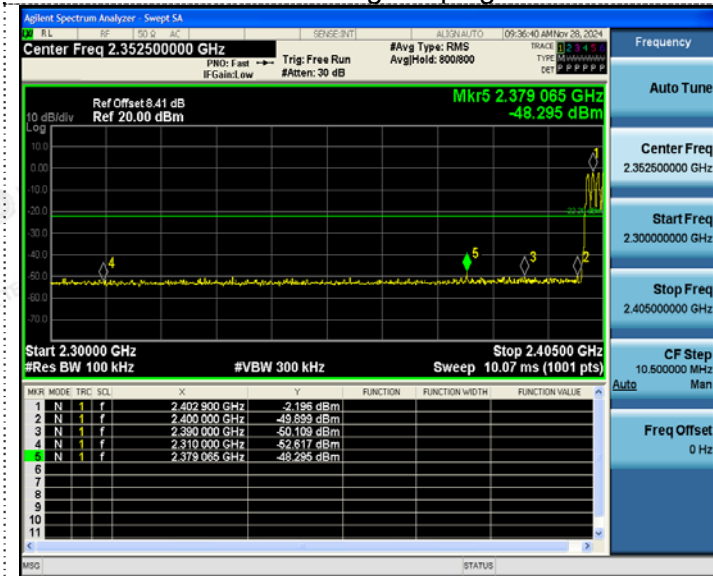 Agilent Spectrum Analyzer - Swept SA
RL RF 50 Ω AC SENSE:INT ALIGNAUTO 09:36:40 AM Nov 28, 2024
Center Freq 2.352500000 GHz
PNO: Fast
IFGain:Low
Trig: Free Run
#Atten: 30 dB
#Avg Type: RMS
Avg|Hold: 800/800
TRACE 1 2 3 4 5 6
TYPE M
DET P P P P P P
Frequency
Mkr5 2.379 065 GHz
-48.295 dBm
Ref Offset 8.41 dB
10 dB/div Ref 20.00 dBm
Log
10.0
0.00
-10.0
-20.0
-30.0
-40.0
-50.0
-60.0
-70.0
1
4
5
3
2
Start 2.30000 GHz Stop 2.40500 GHz
#Res BW 100 kHz #VBW 300 kHz Sweep 10.07 ms (1001 pts)
MKR MODE TRC SCL X Y FUNCTION FUNCTION WIDTH FUNCTION VALUE
1 N 1 f 2.402 900 GHz -2.196 dBm
2 N 1 f 2.400 000 GHz -49.899 dBm
3 N 1 f 2.390 000 GHz -50.109 dBm
4 N 1 f 2.310 000 GHz -52.617 dBm
5 N 1 f 2.379 065 GHz -48.295 dBm
6
7
8
9
10
11
MSG STATUS
Auto Tune
Center Freq
2.352500000 GHz
Start Freq
2.300000000 GHz
Stop Freq
2.405000000 GHz
CF Step
10.500000 MHz
Auto Man
Freq Offset
0 Hz